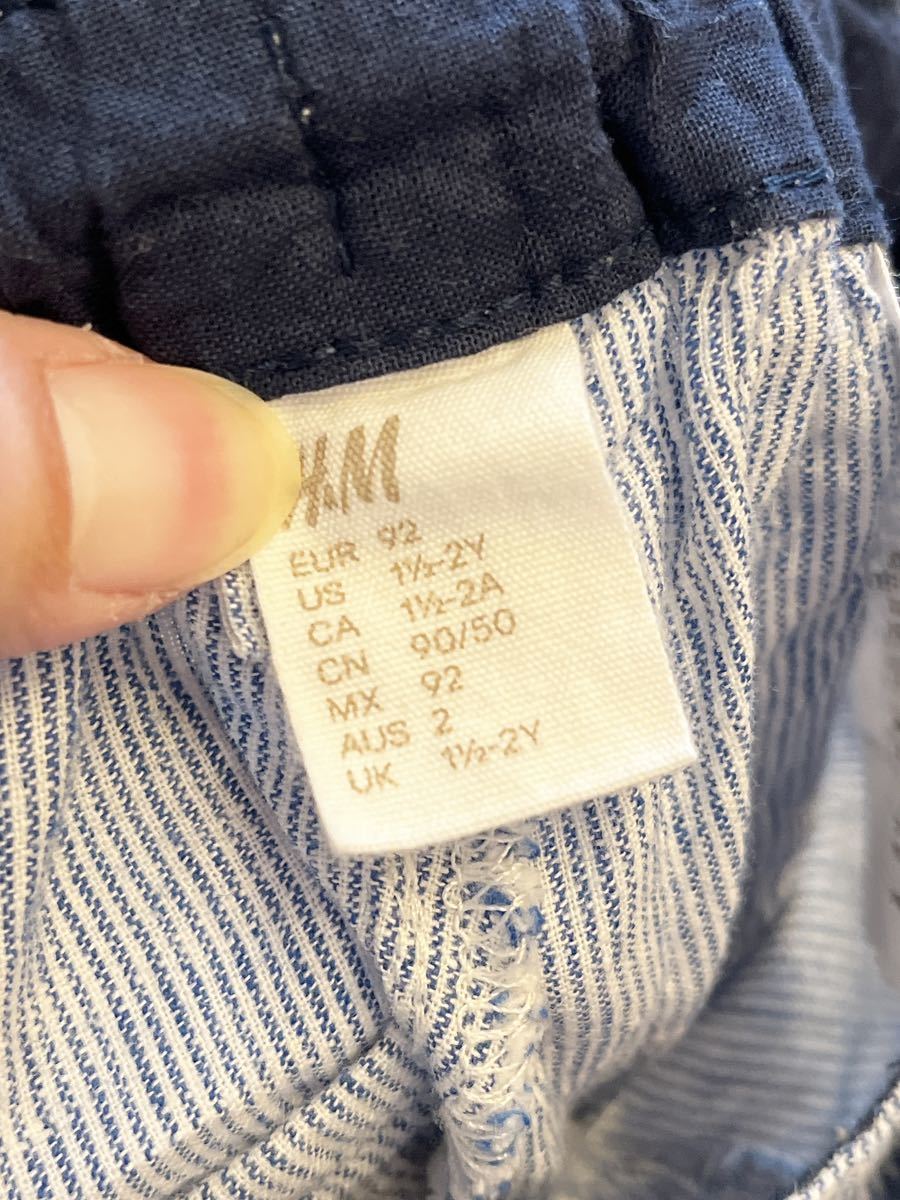 H&M
EUR 92
US 1½-2Y
CA 1½-2A
CN 90/50
MX 92
AUS 2
UK 1½-2Y